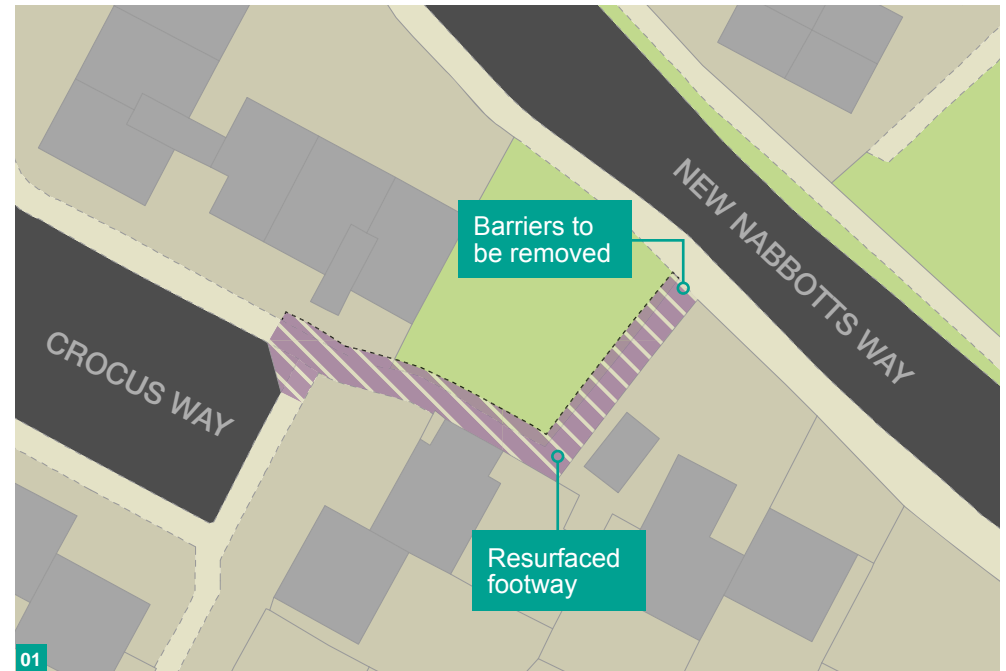 NEW NABBOTTS WAY
Barriers to
be removed
CROCUS WAY
Resurfaced
footway
01